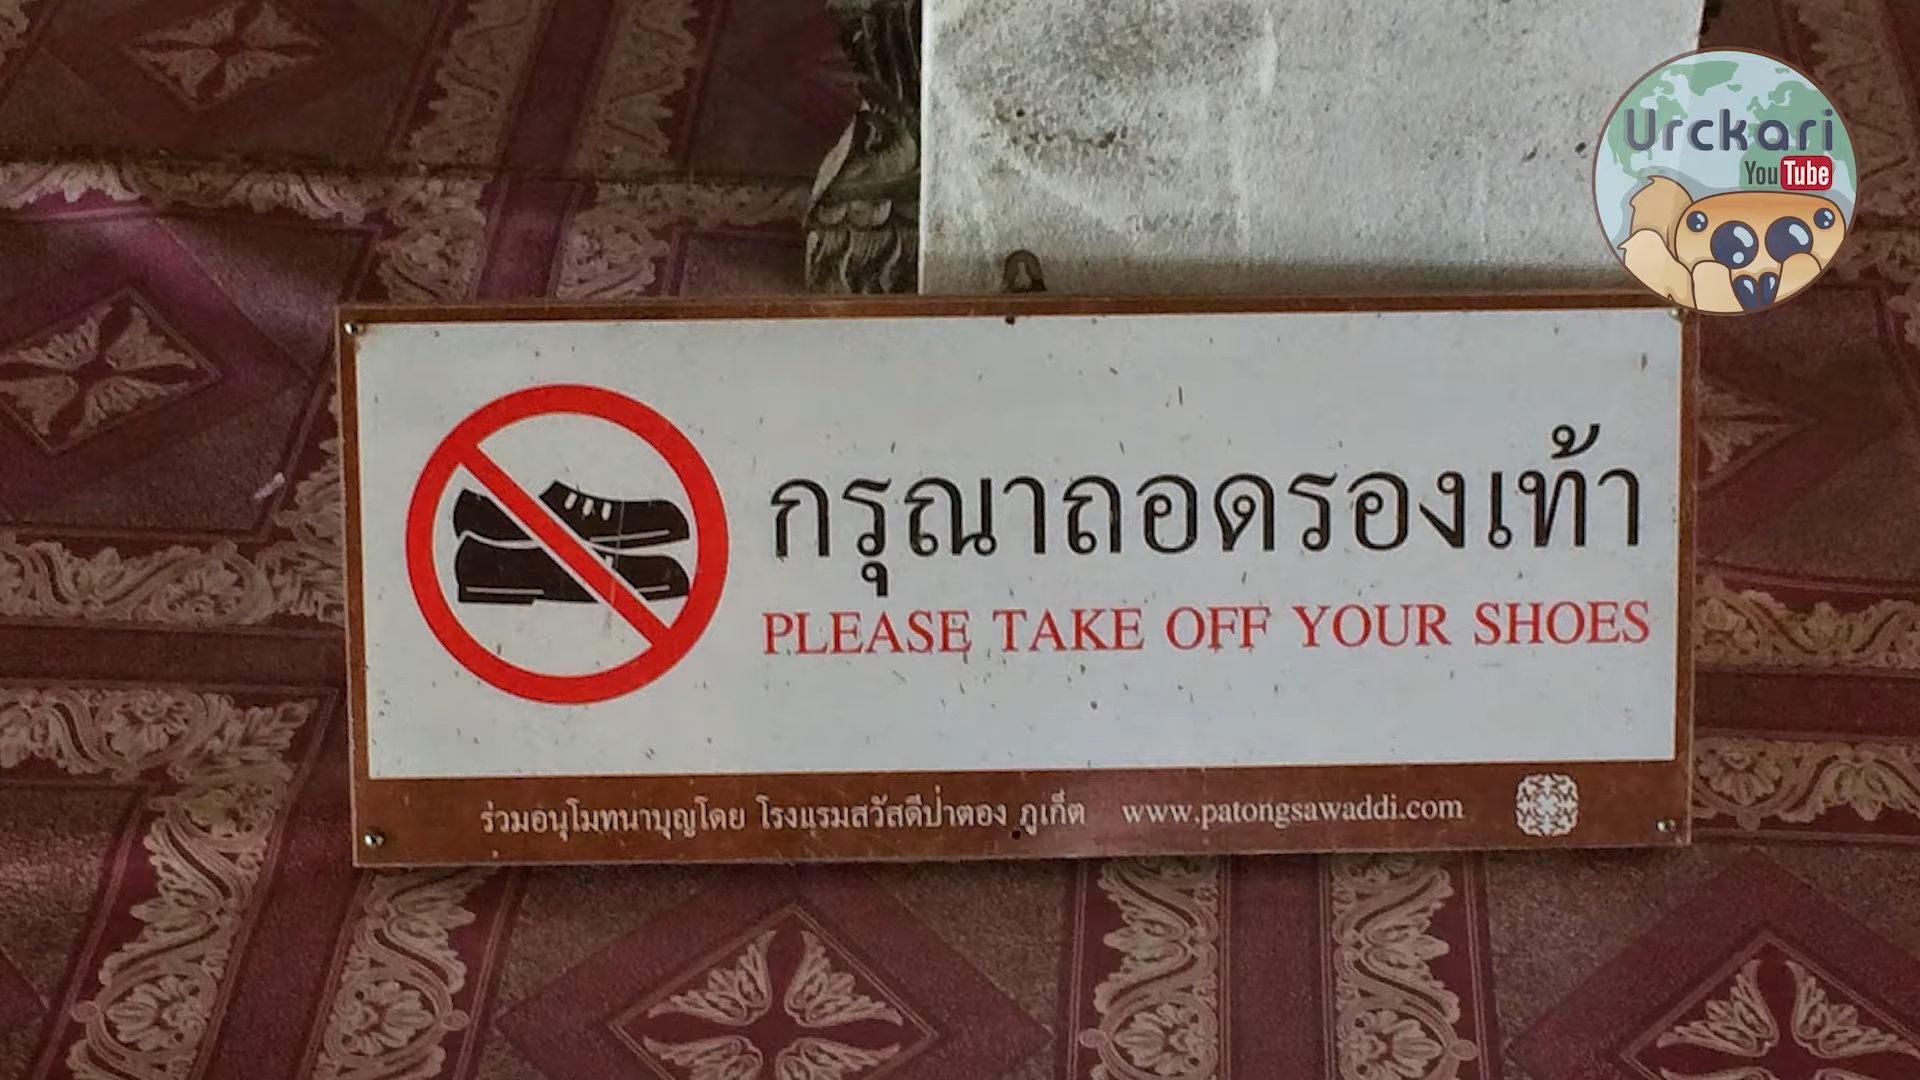 Urckari
YouTube
กรุณาถอดรองเท้า
PLEASE TAKE OFF YOUR SHOES
ร่วมอนุโมทนาบุญโดย โรงแรมสวัสดีป่าตอง ภูเก็ต www.patongsawaddi.com